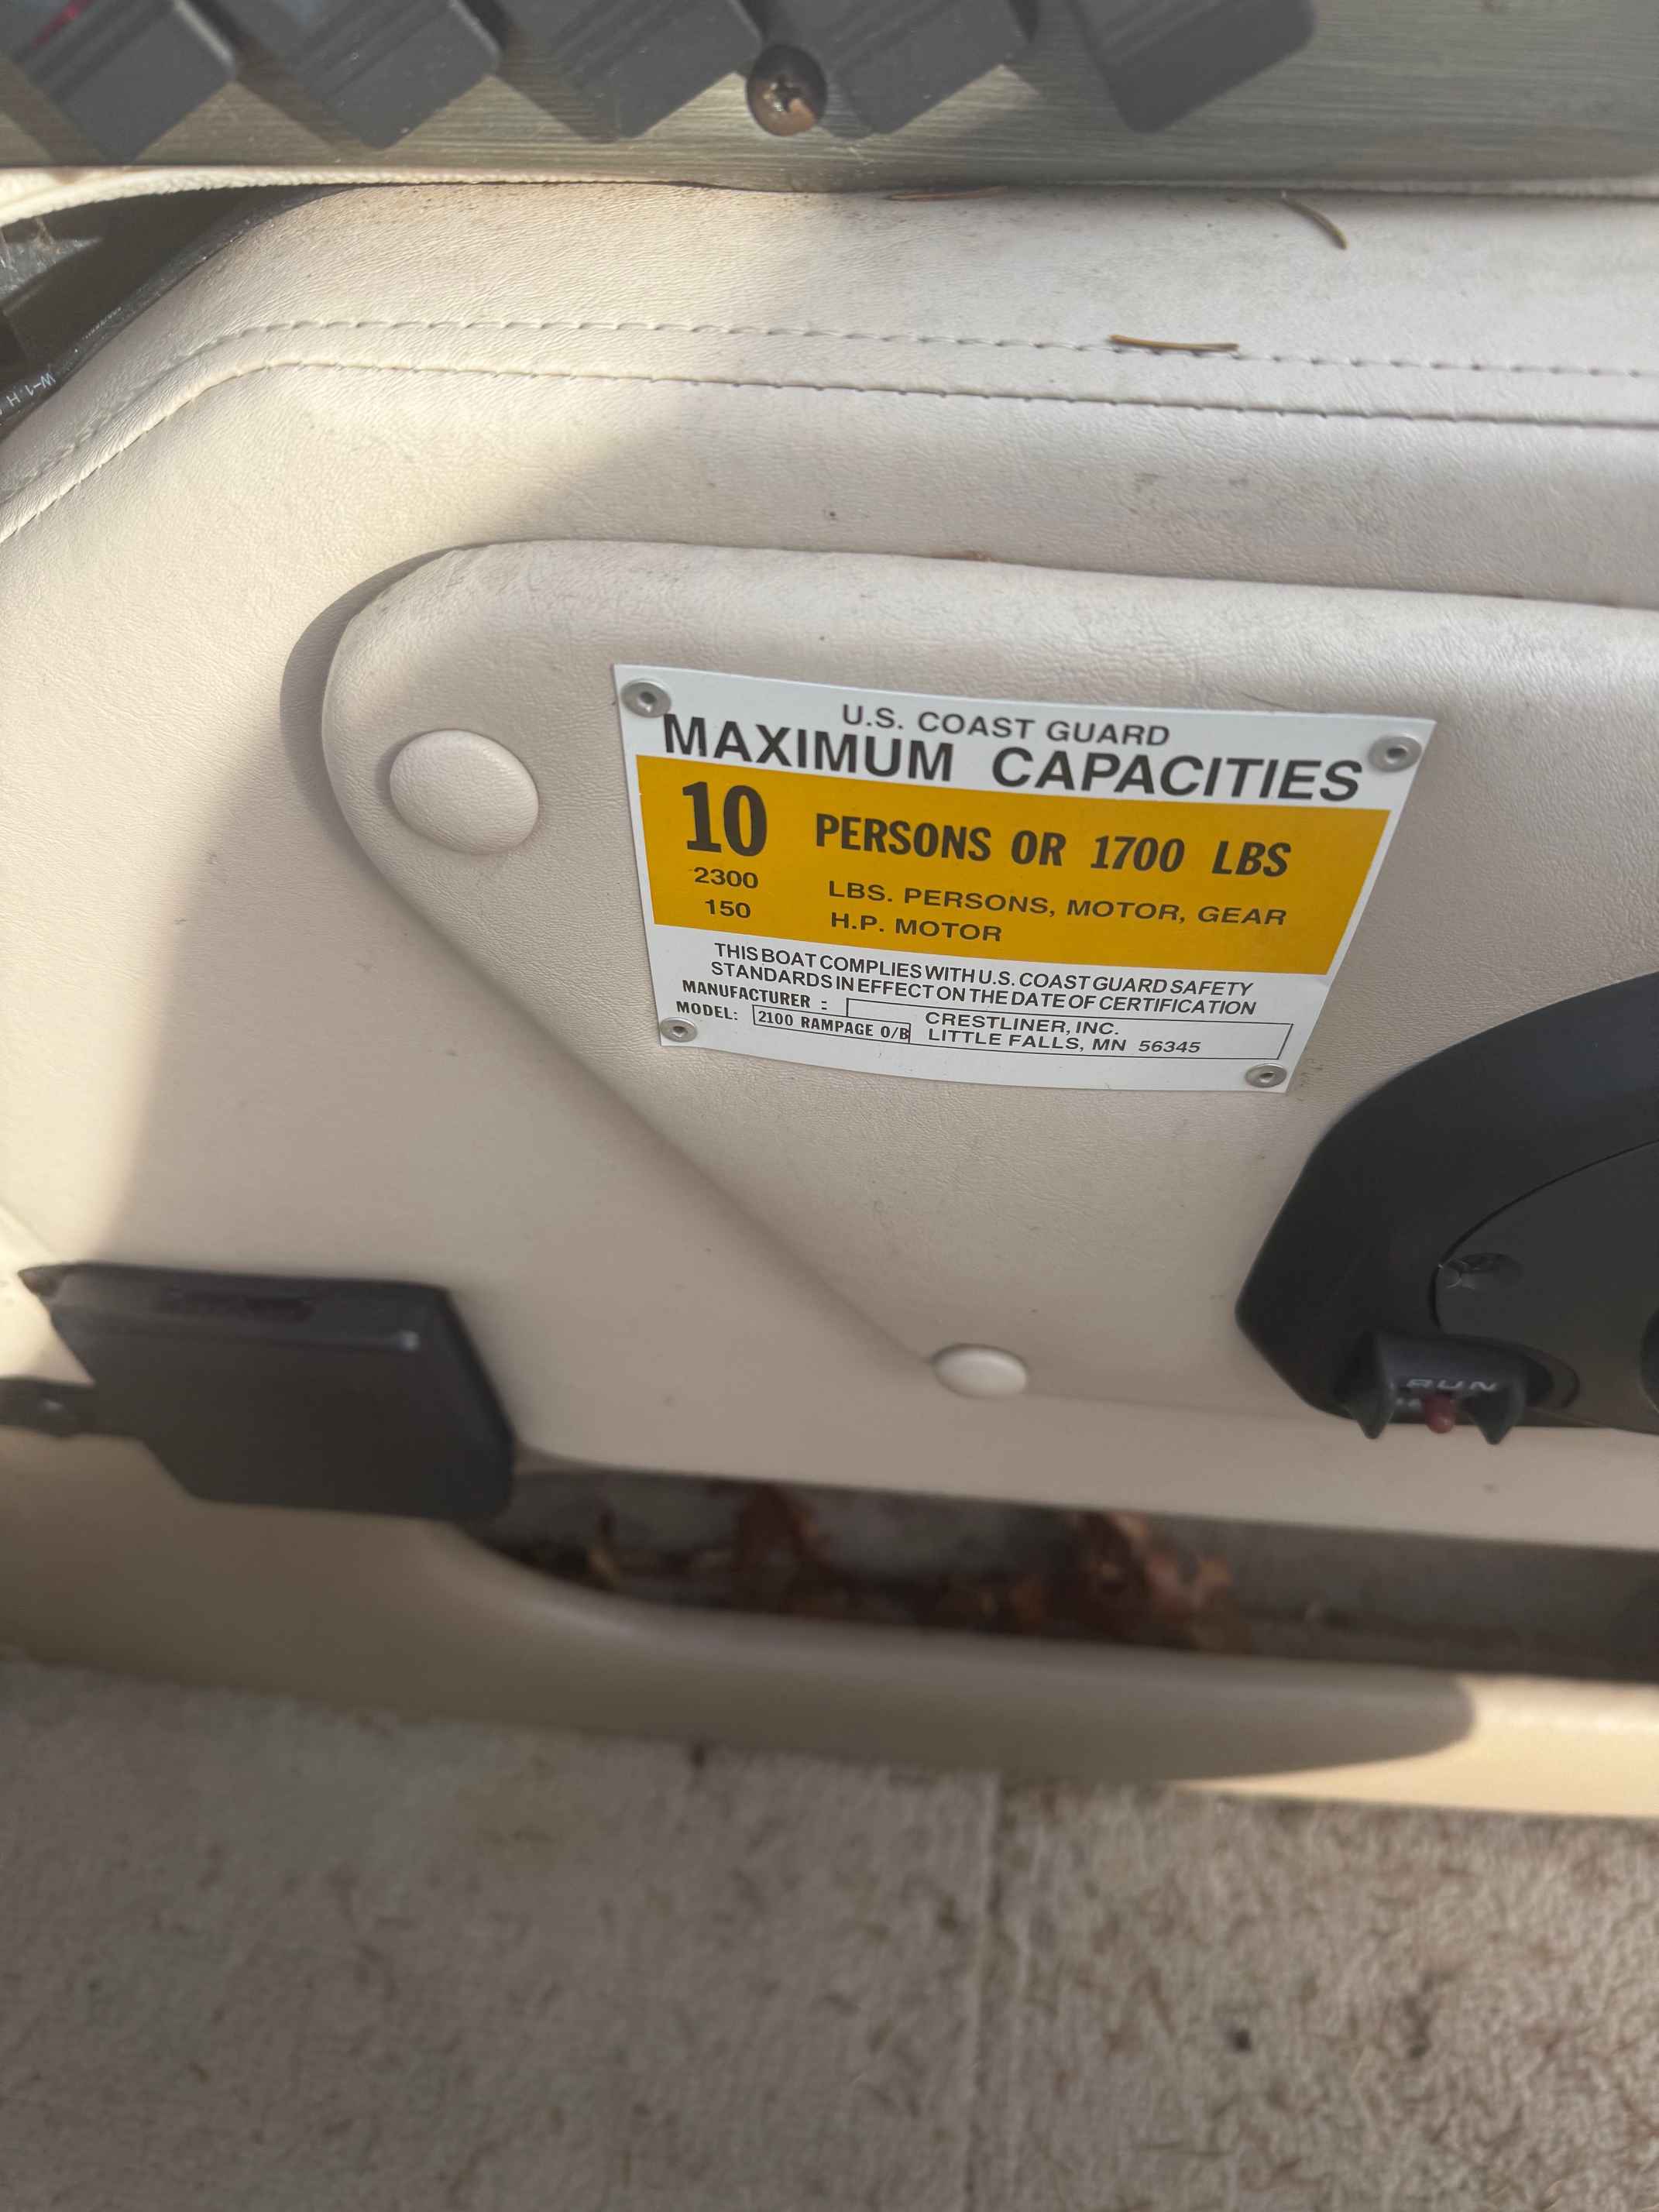 U.S. COAST GUARD
MAXIMUM CAPACITIES
10 PERSONS OR 1700 LBS
2300 LBS. PERSONS, MOTOR, GEAR
150 H.P. MOTOR
THIS BOAT COMPLIES WITH U.S. COAST GUARD SAFETY
STANDARDS IN EFFECT ON THE DATE OF CERTIFICATION
MANUFACTURER : CRESTLINER, INC.
MODEL: 2100 RAMPAGE O/B LITTLE FALLS, MN 56345
RUN